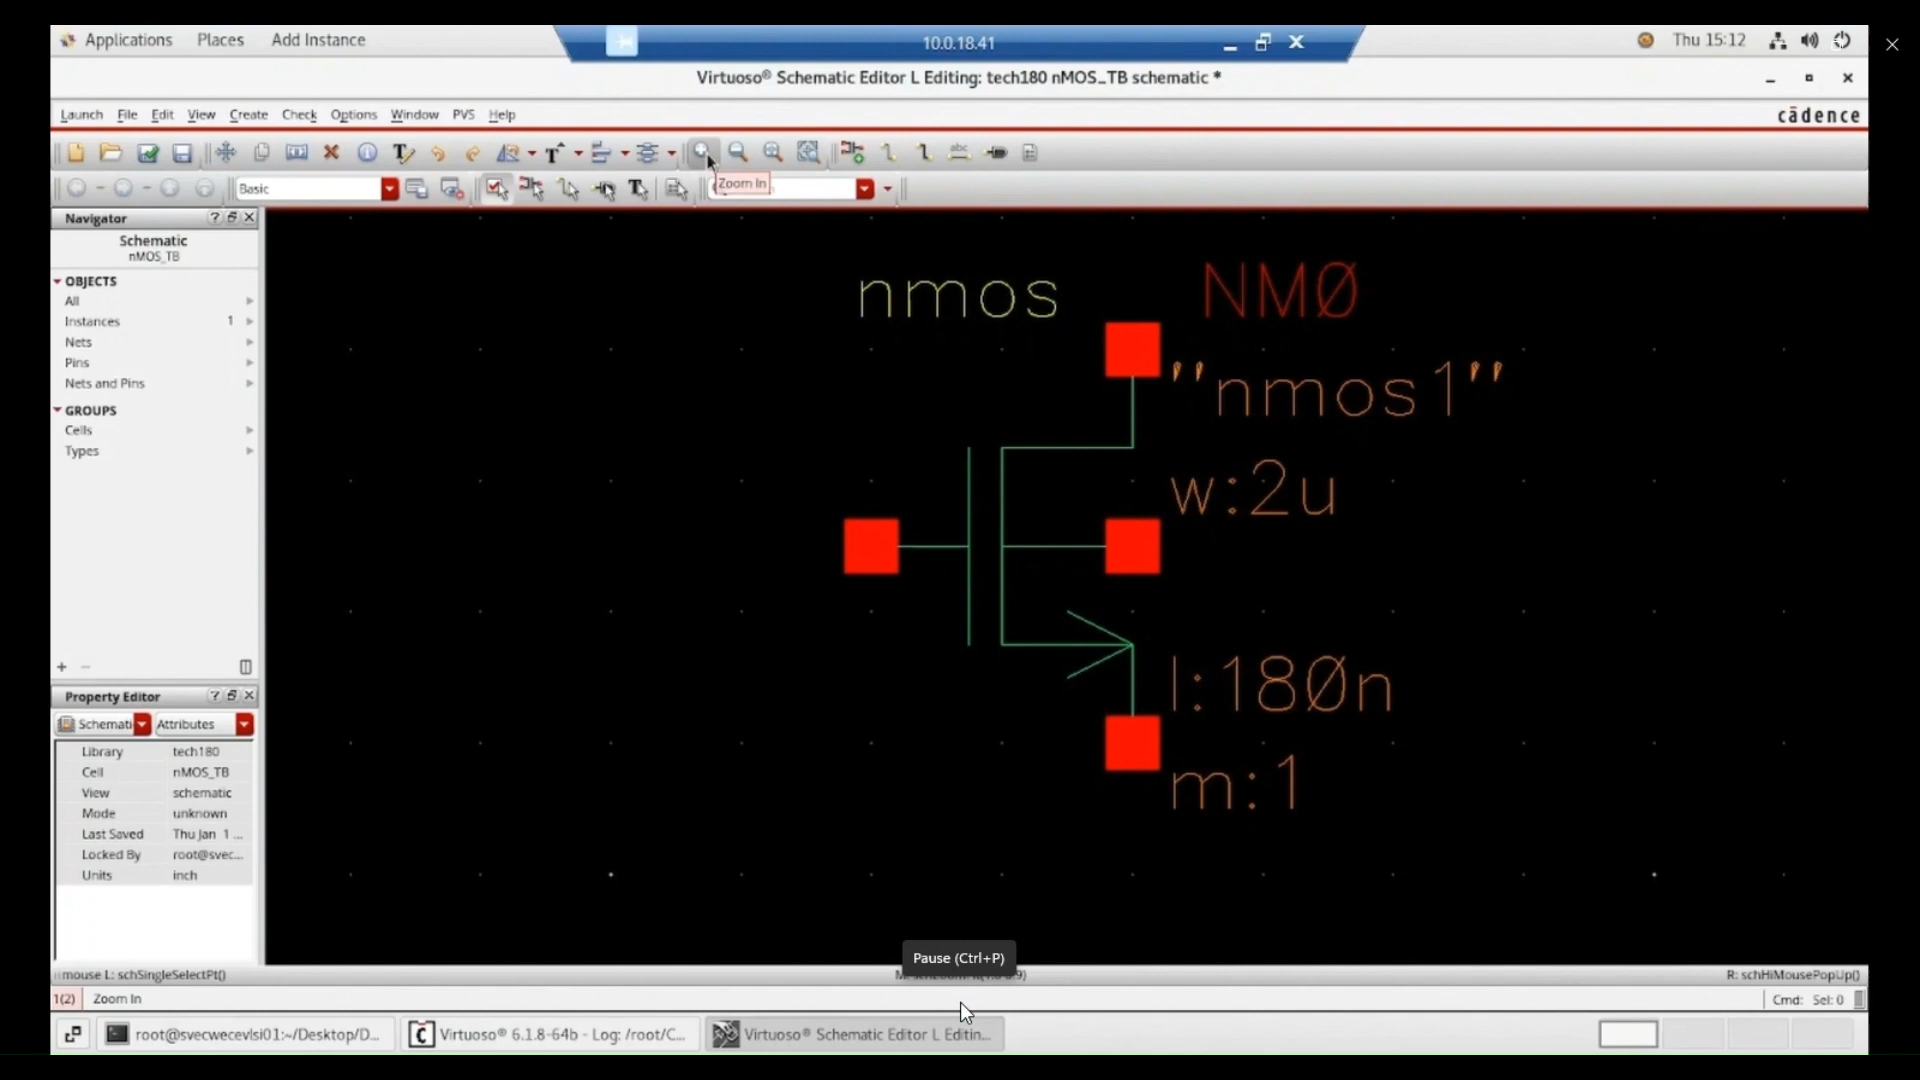 Applications Places Add Instance
10.0.18.41
Thu 15:12
Virtuoso® Schematic Editor L Editing: tech180 nMOS_TB schematic *
Launch File Edit View Create Check Options Window PVS Help
cādence
abc
Basic
Zoom In
Navigator
Schematic
nMOS_TB
OBJECTS
All
Instances 1
Nets
Pins
Nets and Pins
GROUPS
Cells
Types
nmos
NM0
"nmos1"
w:2u
l:180n
m:1
Property Editor
Schemati Attributes
Library tech180
Cell nMOS_TB
View schematic
Mode unknown
Last Saved Thu Jan 1 ...
Locked By root@svec...
Units inch
Pause (Ctrl+P)
mouse L: schSingleSelectPt()
R: schHiMousePopUp()
1(2) Zoom In
Cmd: Sel: 0
root@svecwecevlsi01:~/Desktop/D...
Virtuoso® 6.1.8-64b - Log: /root/C...
Virtuoso® Schematic Editor L Editin...